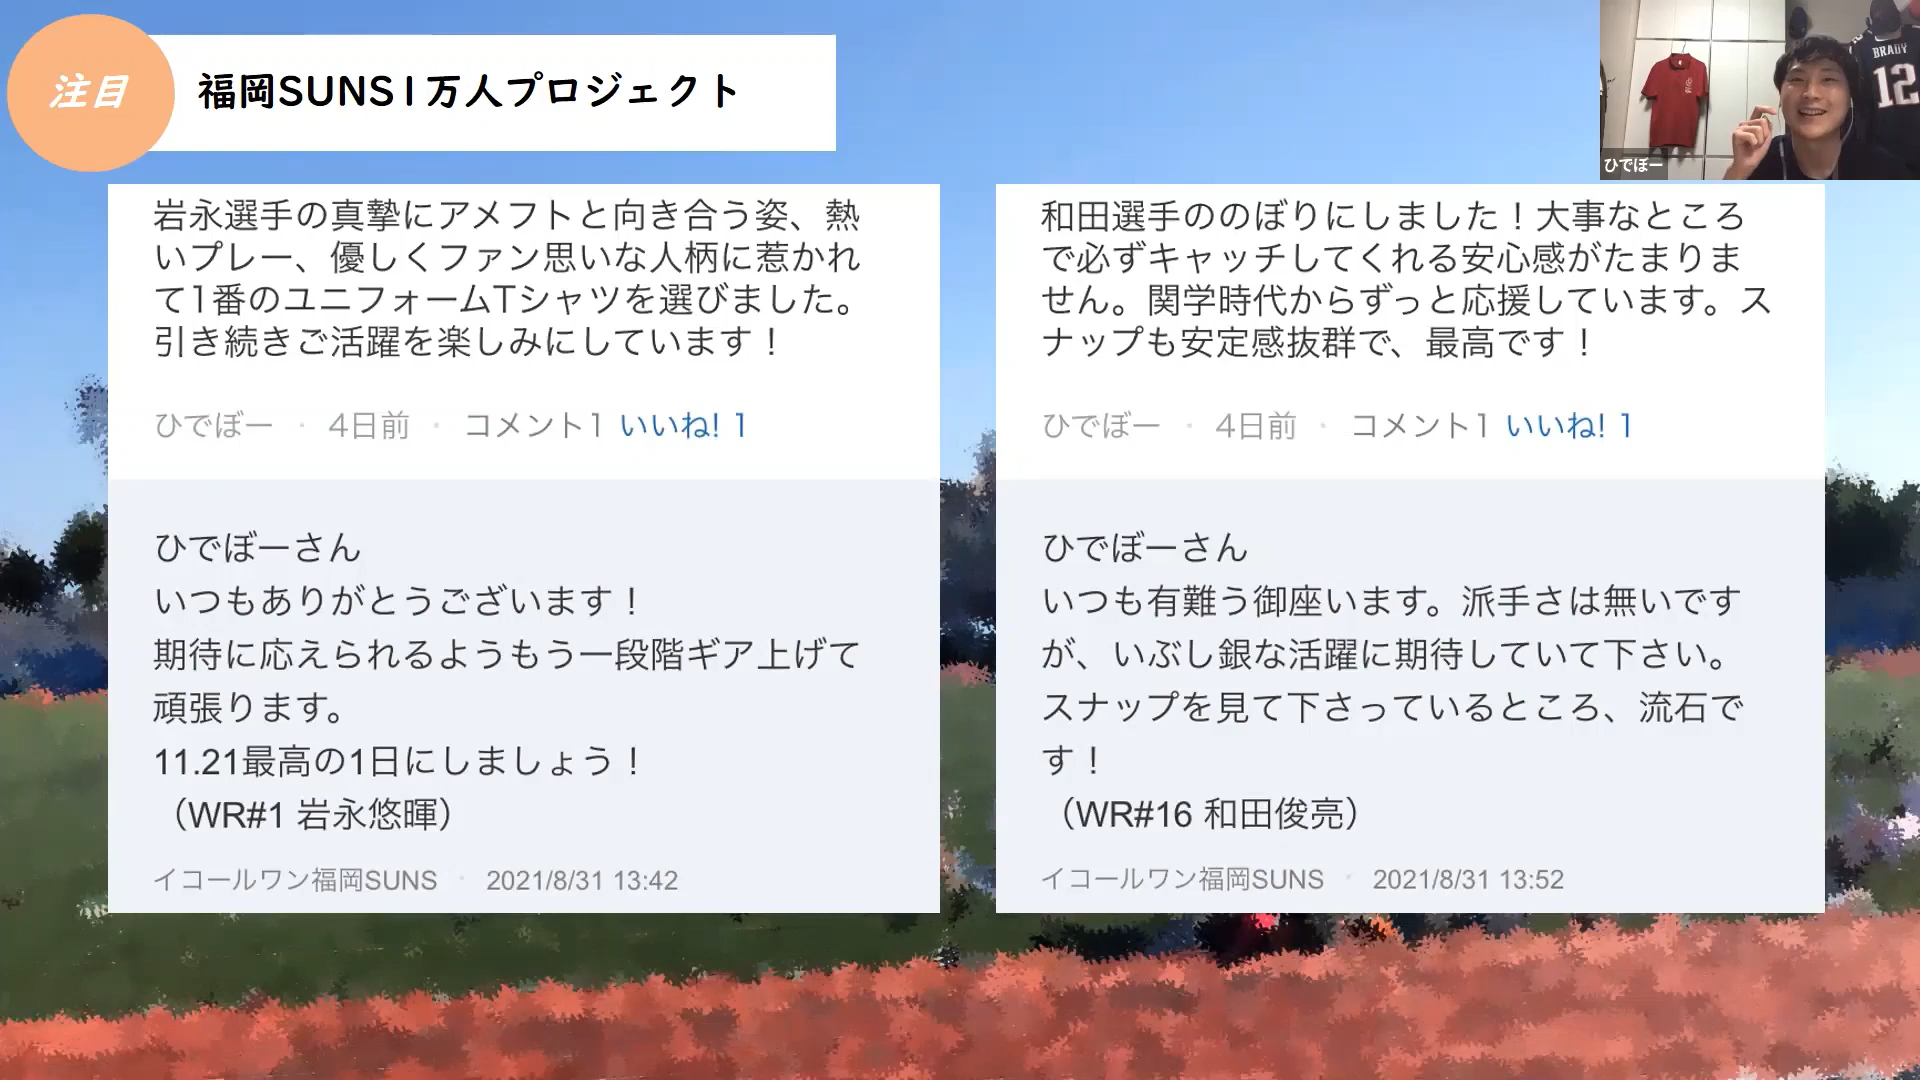 注目
福岡SUNS1万人プロジェクト
BRADY
12
ひでぼー
岩永選手の真摯にアメフトと向き合う姿、熱
いプレー、優しくファン思いな人柄に惹かれ
て1番のユニフォームTシャツを選びました。
引き続きご活躍を楽しみにしています！
ひでぼー ・ 4日前 ・ コメント1 いいね! 1
ひでぼーさん
いつもありがとうございます！
期待に応えられるようもう一段階ギア上げて
頑張ります。
11.21最高の1日にしましょう！
（WR#1 岩永悠暉）
イコールワン福岡SUNS ・ 2021/8/31 13:42
和田選手ののぼりにしました！大事なところ
で必ずキャッチしてくれる安心感がたまりま
せん。関学時代からずっと応援しています。ス
ナップも安定感抜群で、最高です！
ひでぼー ・ 4日前 ・ コメント1 いいね! 1
ひでぼーさん
いつも有難う御座います。派手さは無いです
が、いぶし銀な活躍に期待していて下さい。
スナップを見て下さっているところ、流石で
す！
（WR#16 和田俊亮）
イコールワン福岡SUNS ・ 2021/8/31 13:52